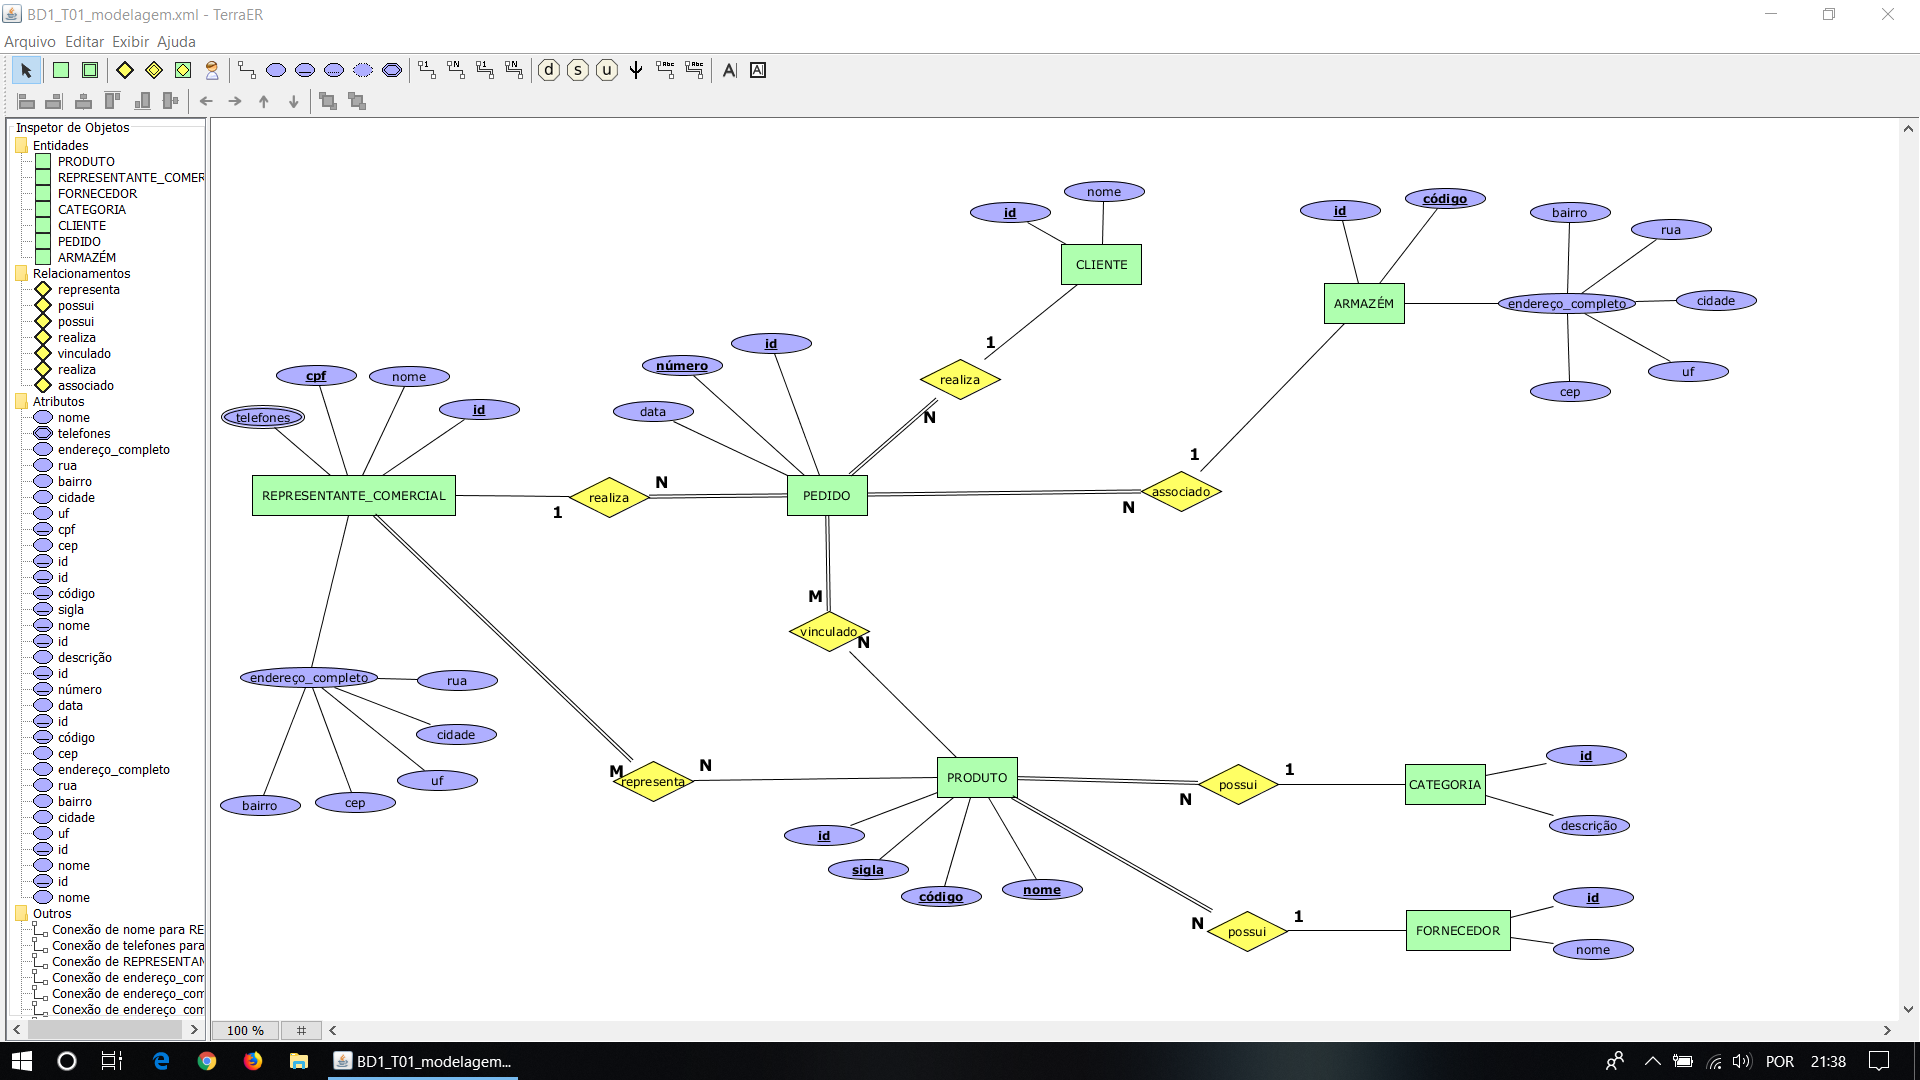 BD1_T01_modelagem.xml - TerraER
Arquivo Editar Exibir Ajuda
1 N 1 N d s u Abc Abc A A
Inspetor de Objetos
Entidades
PRODUTO
REPRESENTANTE_COMER
FORNECEDOR
CATEGORIA
CLIENTE
PEDIDO
ARMAZÉM
Relacionamentos
representa
possui
possui
realiza
vinculado
realiza
associado
Atributos
nome
telefones
endereço_completo
rua
bairro
cidade
uf
cpf
cep
id
id
código
sigla
nome
id
descrição
id
número
data
id
código
cep
endereço_completo
rua
bairro
cidade
uf
id
nome
id
nome
Outros
Conexão de nome para RE
Conexão de telefones para
Conexão de REPRESENTAN
Conexão de endereço_com
Conexão de endereço_com
Conexão de endereço_com
nome
id
CLIENTE
id
código
bairro
rua
ARMAZÉM
endereço_completo
cidade
uf
cep
1
realiza
N
id
número
data
cpf
nome
telefones
id
REPRESENTANTE_COMERCIAL
1
realiza
N
PEDIDO
1
associado
N
M
vinculado
N
endereço_completo
rua
cidade
uf
bairro
cep
M
representa
N
PRODUTO
id
sigla
código
nome
N
possui
1
CATEGORIA
id
descrição
N
possui
1
FORNECEDOR
id
nome
100 %
BD1_T01_modelagem...
POR
21:38